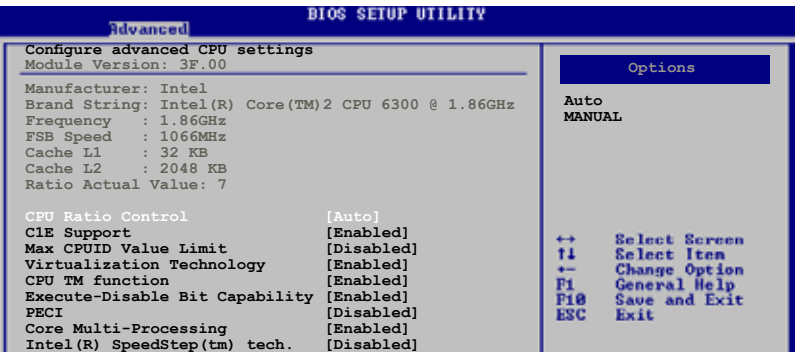 BIOS SETUP UTILITY
Advanced
Configure advanced CPU settings
Module Version: 3F.00
Manufacturer: Intel
Brand String: Intel(R) Core(TM)2 CPU 6300 @ 1.86GHz
Frequency : 1.86GHz
FSB Speed : 1066MHz
Cache L1 : 32 KB
Cache L2 : 2048 KB
Ratio Actual Value: 7
CPU Ratio Control [Auto]
C1E Support [Enabled]
Max CPUID Value Limit [Disabled]
Virtualization Technology [Enabled]
CPU TM function [Enabled]
Execute-Disable Bit Capability [Enabled]
PECI [Disabled]
Core Multi-Processing [Enabled]
Intel(R) SpeedStep(tm) tech. [Disabled]
Options
Auto
MANUAL
↔ Select Screen
↑↓ Select Item
+- Change Option
F1 General Help
F10 Save and Exit
ESC Exit